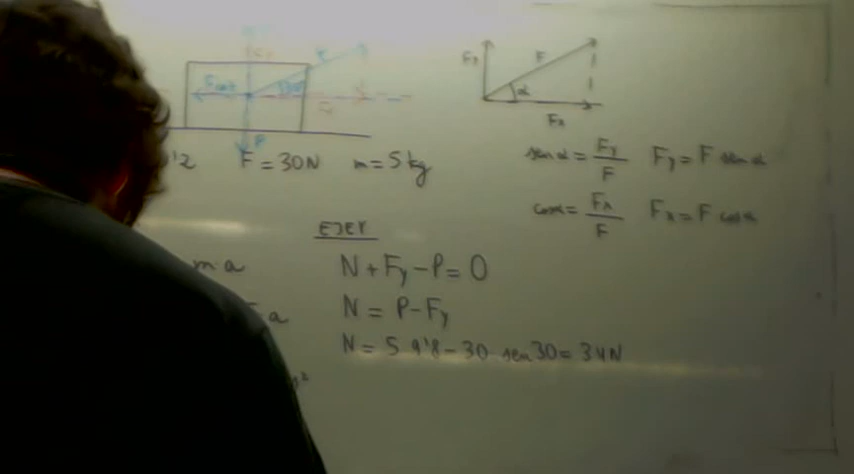 F
Fy
F
α
Fx
F = 30N m = 5 kg
sen α = Fy / F Fy = F sen α
cos α = Fx / F Fx = F cos α
EJE Y
m·a
N + Fy - P = 0
a
N = P - Fy
N = 5 9'8 - 30 sen 30 = 34N